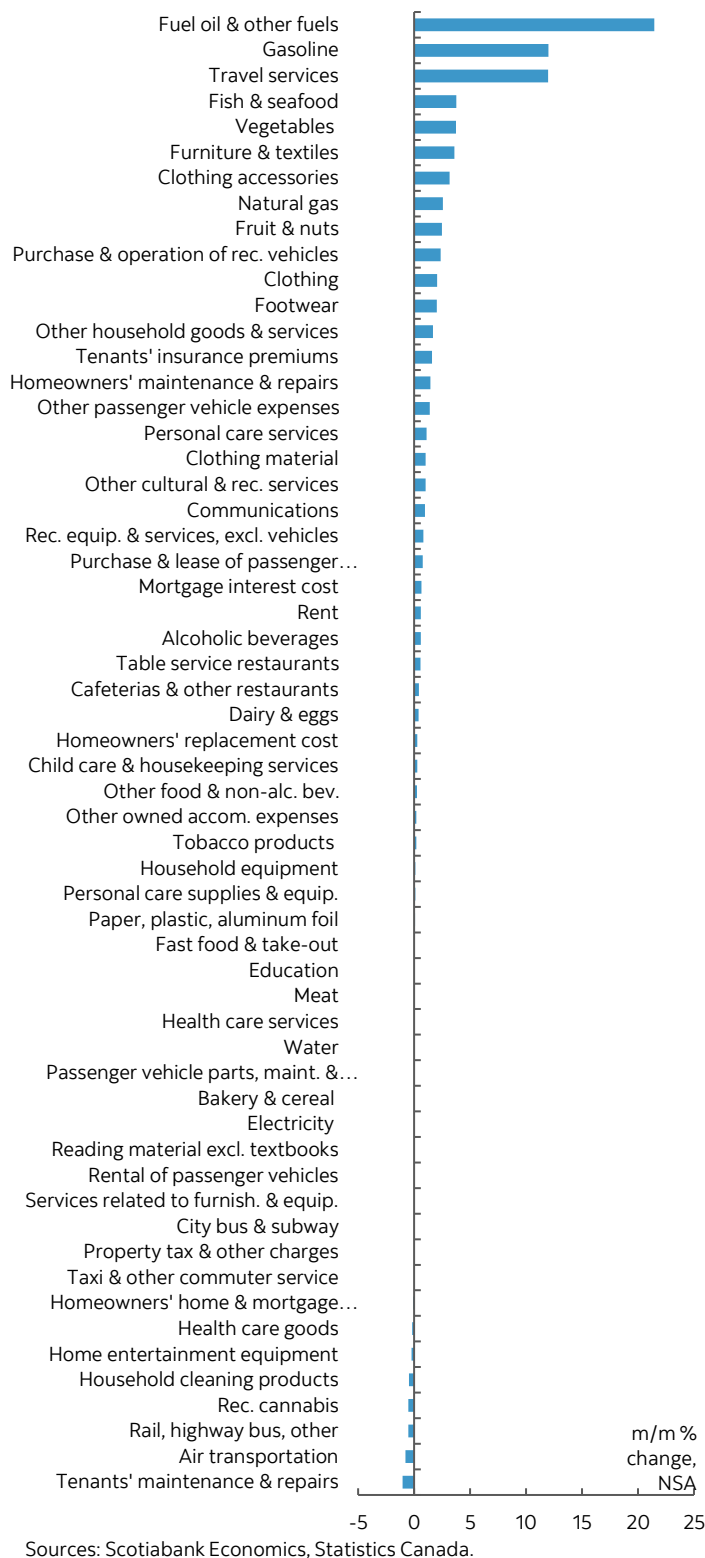 Fuel oil & other fuels
Gasoline
Travel services
Fish & seafood
Vegetables
Furniture & textiles
Clothing accessories
Natural gas
Fruit & nuts
Purchase & operation of rec. vehicles
Clothing
Footwear
Other household goods & services
Tenants' insurance premiums
Homeowners' maintenance & repairs
Other passenger vehicle expenses
Personal care services
Clothing material
Other cultural & rec. services
Communications
Rec. equip. & services, excl. vehicles
Purchase & lease of passenger…
Mortgage interest cost
Rent
Alcoholic beverages
Table service restaurants
Cafeterias & other restaurants
Dairy & eggs
Homeowners' replacement cost
Child care & housekeeping services
Other food & non-alc. bev.
Other owned accom. expenses
Tobacco products
Household equipment
Personal care supplies & equip.
Paper, plastic, aluminum foil
Fast food & take-out
Education
Meat
Health care services
Water
Passenger vehicle parts, maint. &…
Bakery & cereal
Electricity
Reading material excl. textbooks
Rental of passenger vehicles
Services related to furnish. & equip.
City bus & subway
Property tax & other charges
Taxi & other commuter service
Homeowners' home & mortgage…
Health care goods
Home entertainment equipment
Household cleaning products
Rec. cannabis
Rail, highway bus, other
Air transportation
Tenants' maintenance & repairs
m/m %
change,
NSA
-5 0 5 10 15 20 25
Sources: Scotiabank Economics, Statistics Canada.